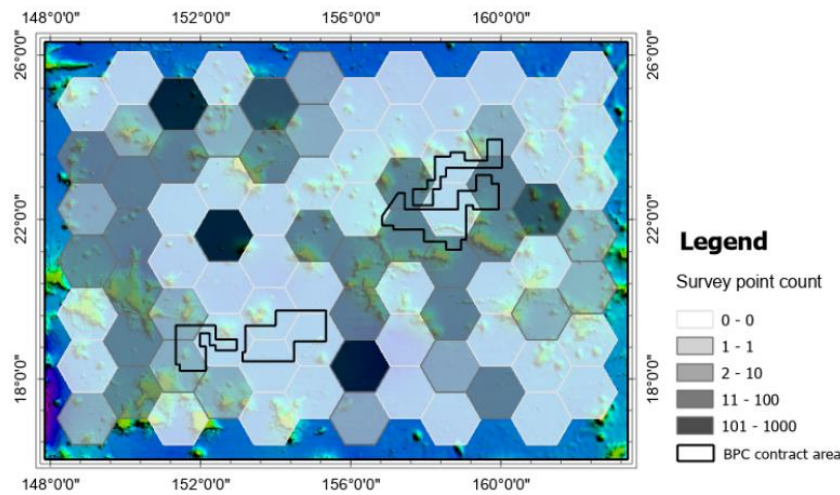 148°0'0" 152°0'0" 156°0'0" 160°0'0"
26°0'0" 26°0'0"
22°0'0" 22°0'0"
18°0'0" 18°0'0"
148°0'0" 152°0'0" 156°0'0" 160°0'0"
Legend
Survey point count
0 - 0
1 - 1
2 - 10
11 - 100
101 - 1000
BPC contract area